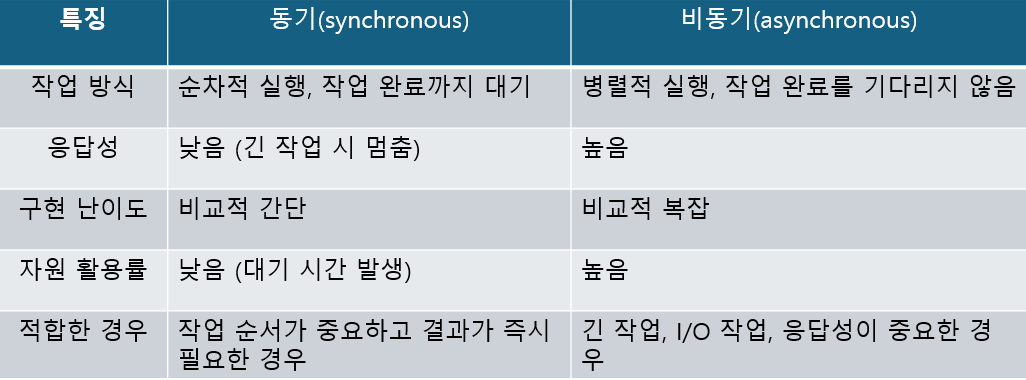 특징 동기(synchronous) 비동기(asynchronous)
작업 방식 순차적 실행, 작업 완료까지 대기 병렬적 실행, 작업 완료를 기다리지 않음
응답성 낮음 (긴 작업 시 멈춤) 높음
구현 난이도 비교적 간단 비교적 복잡
자원 활용률 낮음 (대기 시간 발생) 높음
적합한 경우 작업 순서가 중요하고 결과가 즉시 긴 작업, I/O 작업, 응답성이 중요한 경
필요한 경우 우